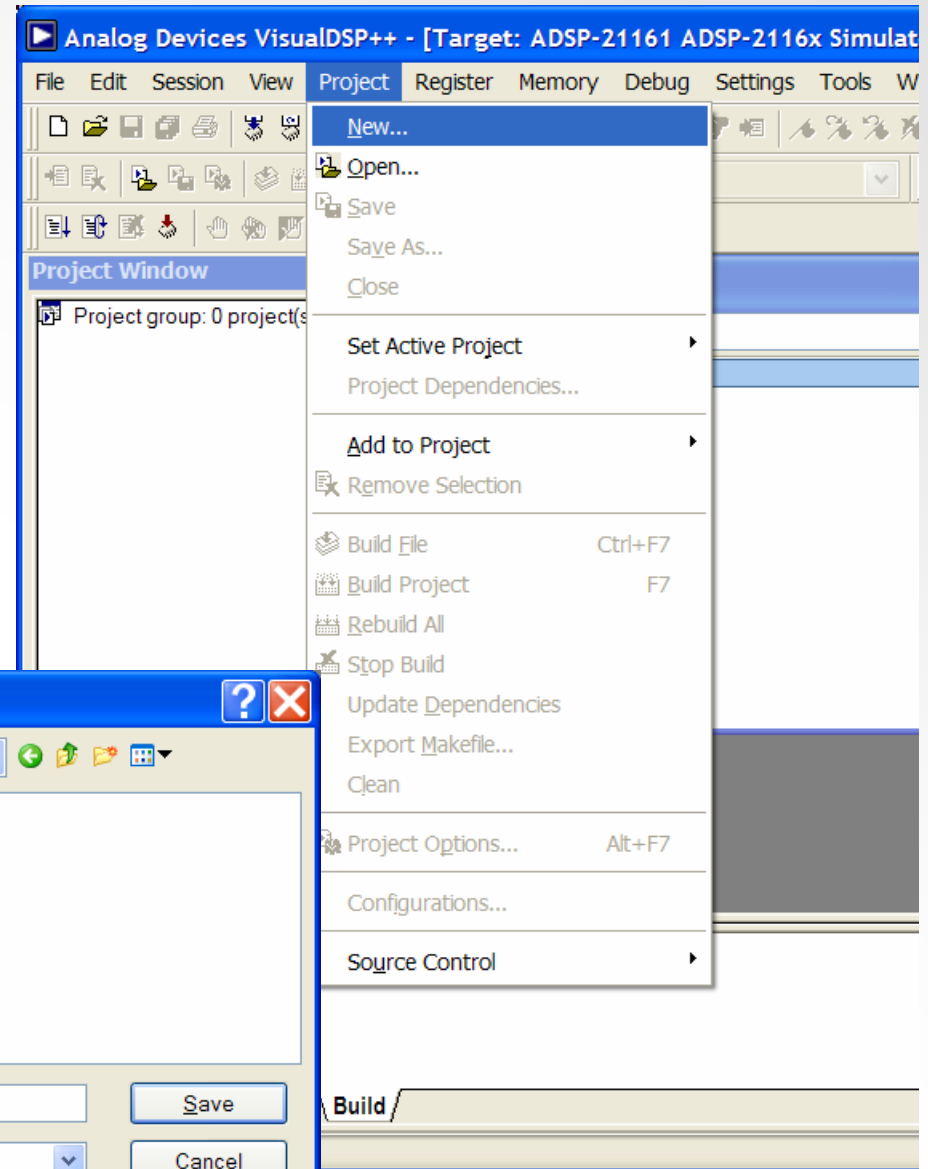 Analog Devices VisualDSP++ - [Target: ADSP-21161 ADSP-2116x Simulat
File Edit Session View Project Register Memory Debug Settings Tools W
New...
Open...
Save
Save As...
Close
Project Window
Project group: 0 project(s
Set Active Project
Project Dependencies...
Add to Project
Remove Selection
Build File Ctrl+F7
Build Project F7
Rebuild All
Stop Build
Update Dependencies
Export Makefile...
Clean
Project Options... Alt+F7
Configurations...
Source Control
Save
Build
Cancel